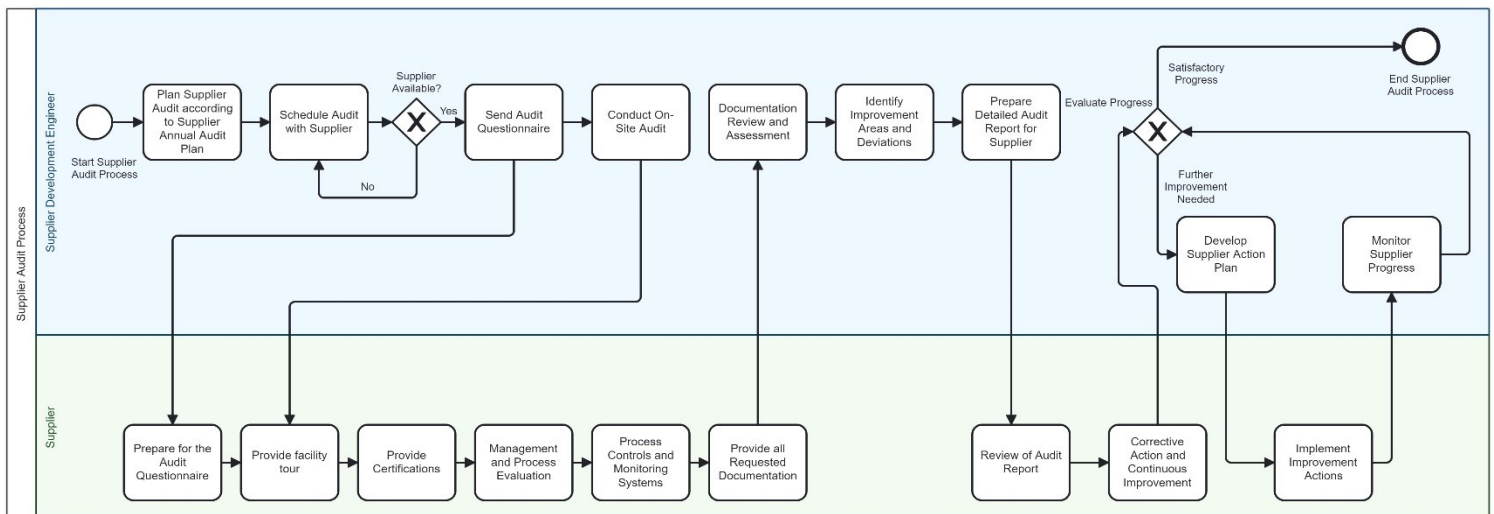 Supplier Audit Process
Supplier Development Engineer
Start Supplier
Audit Process
Plan Supplier
Audit according
to Supplier
Annual Audit
Plan
Schedule Audit
with Supplier
Supplier
Available?
Yes
No
Send Audit
Questionnaire
Conduct On-
Site Audit
Documentation
Review and
Assessment
Identify
Improvement
Areas and
Deviations
Prepare
Detailed Audit
Report for
Supplier
Evaluate Progress
Satisfactory
Progress
End Supplier
Audit Process
Further
Improvement
Needed
Develop
Supplier Action
Plan
Monitor
Supplier
Progress
Supplier
Prepare for the
Audit
Questionnaire
Provide facility
tour
Provide
Certifications
Management
and Process
Evaluation
Process
Controls and
Monitoring
Systems
Provide all
Requested
Documentation
Review of Audit
Report
Corrective
Action and
Continuous
Improvement
Implement
Improvement
Actions